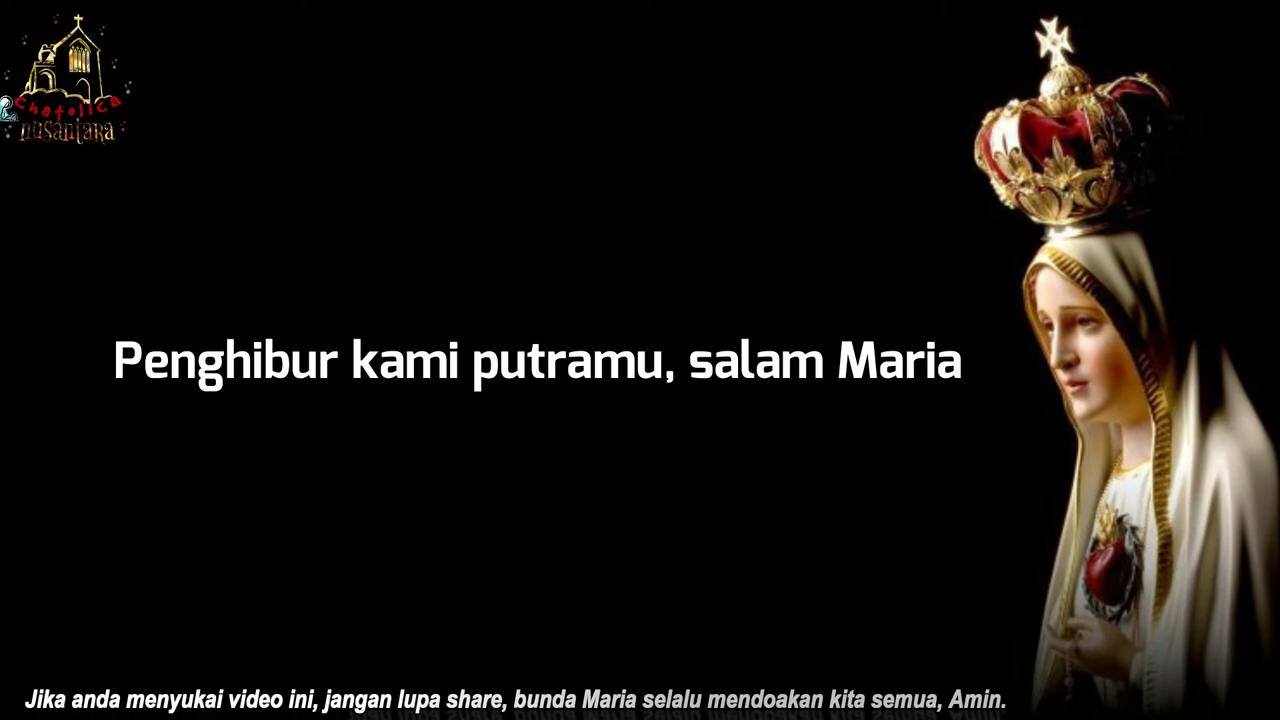 Chatolica
nusantara
Penghibur kami putramu, salam Maria
Jika anda menyukai video ini, jangan lupa share, bunda Maria selalu mendoakan kita semua, Amin.